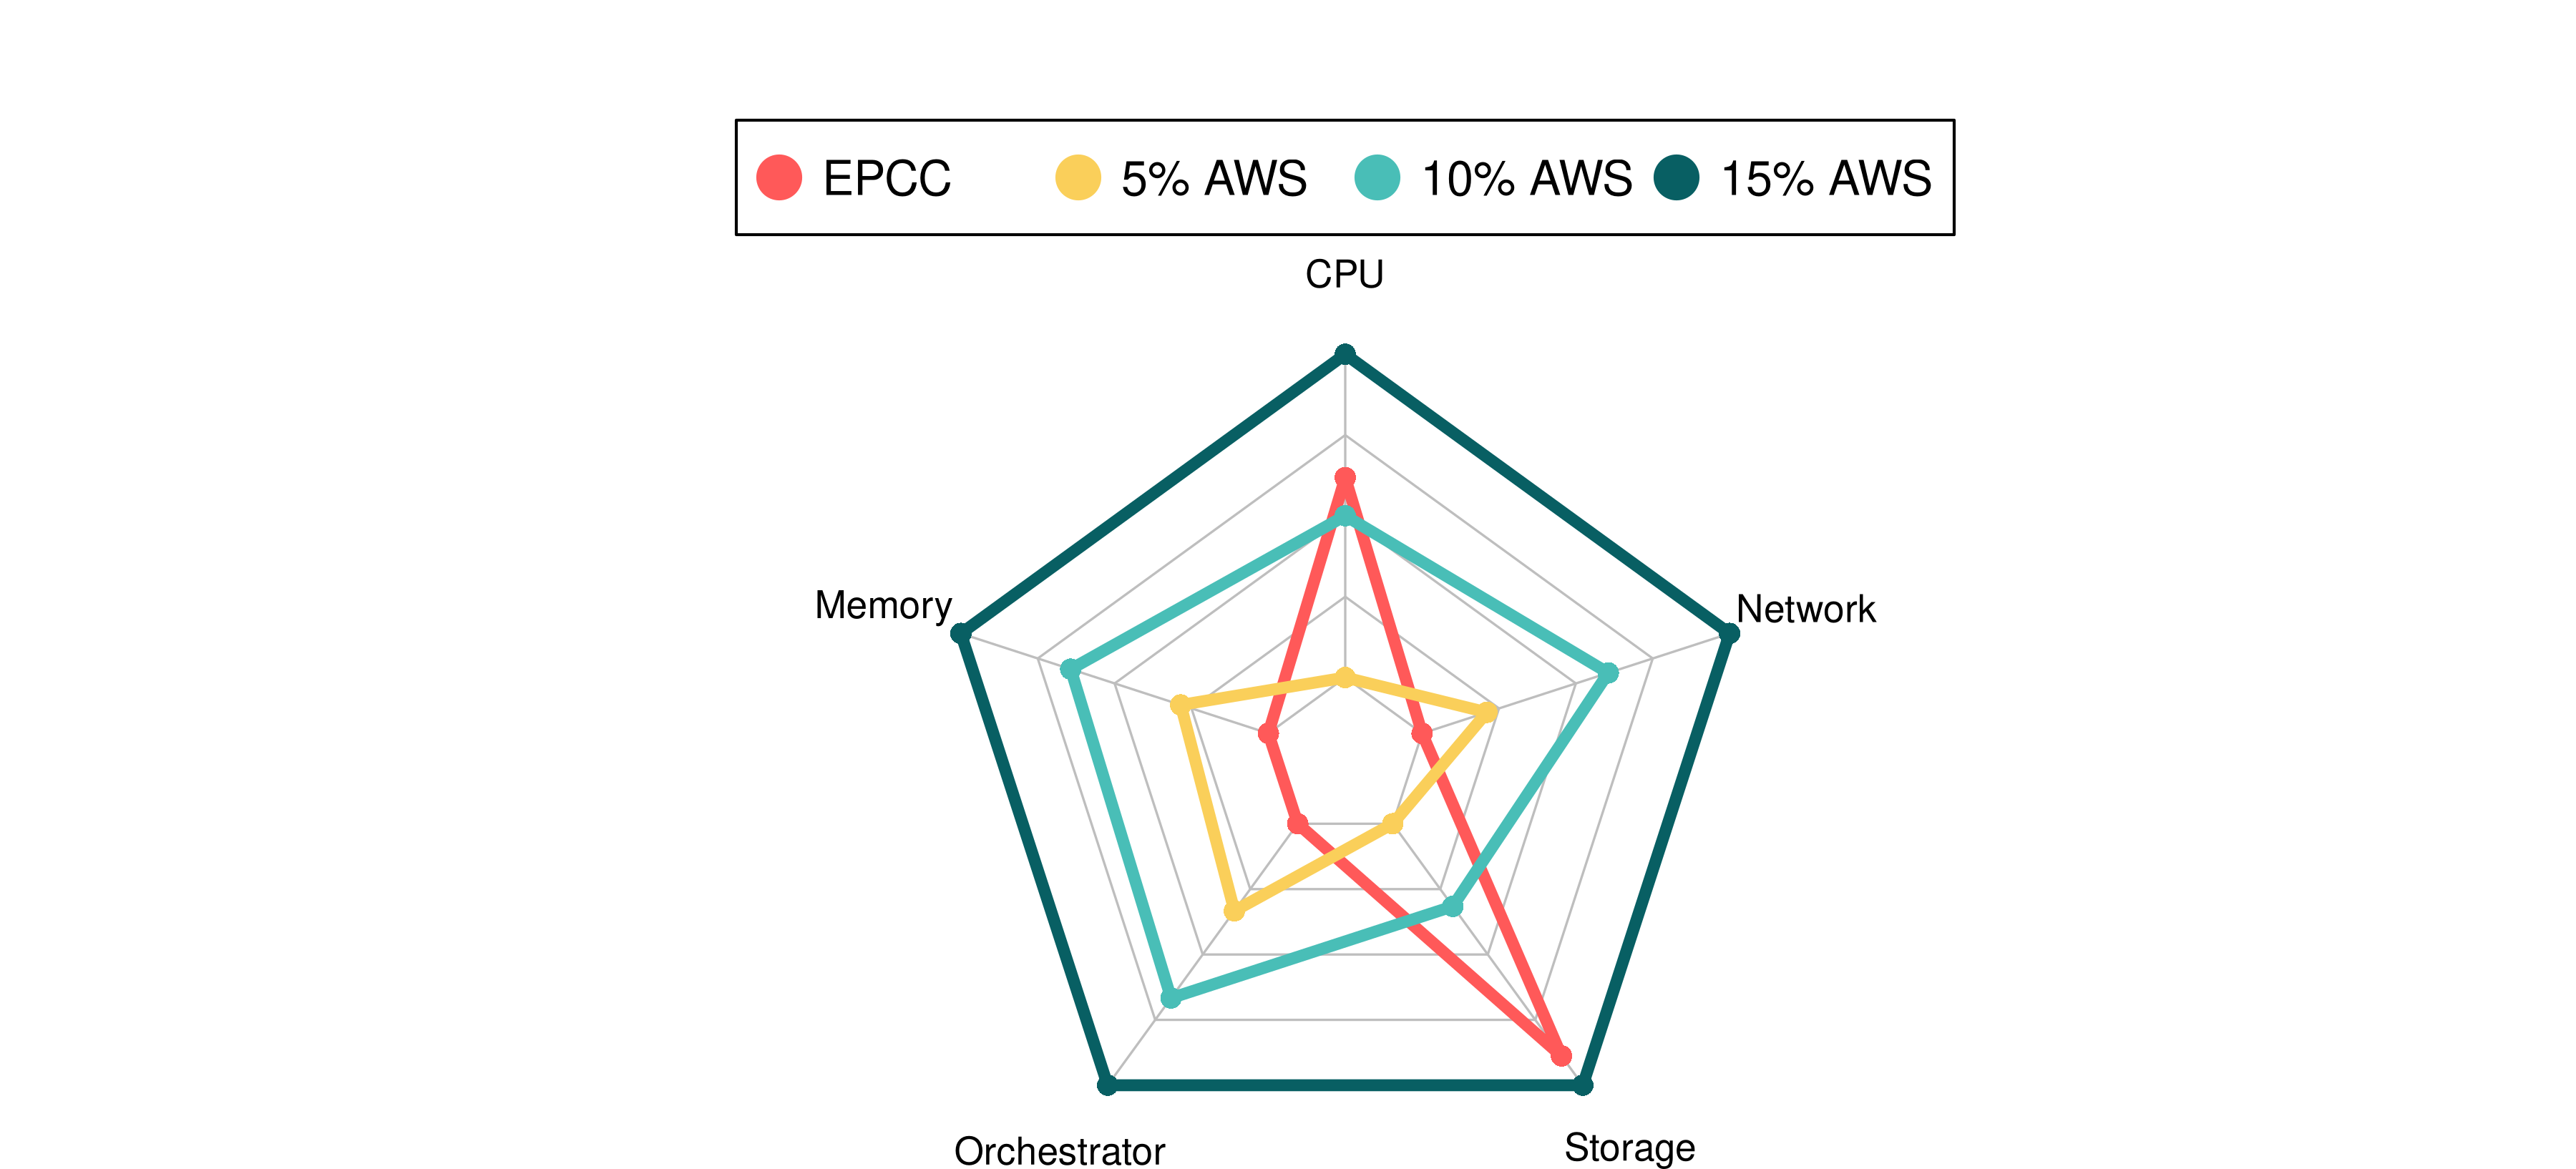 EPCC 5% AWS 10% AWS 15% AWS
CPU
Memory
Network
Orchestrator
Storage